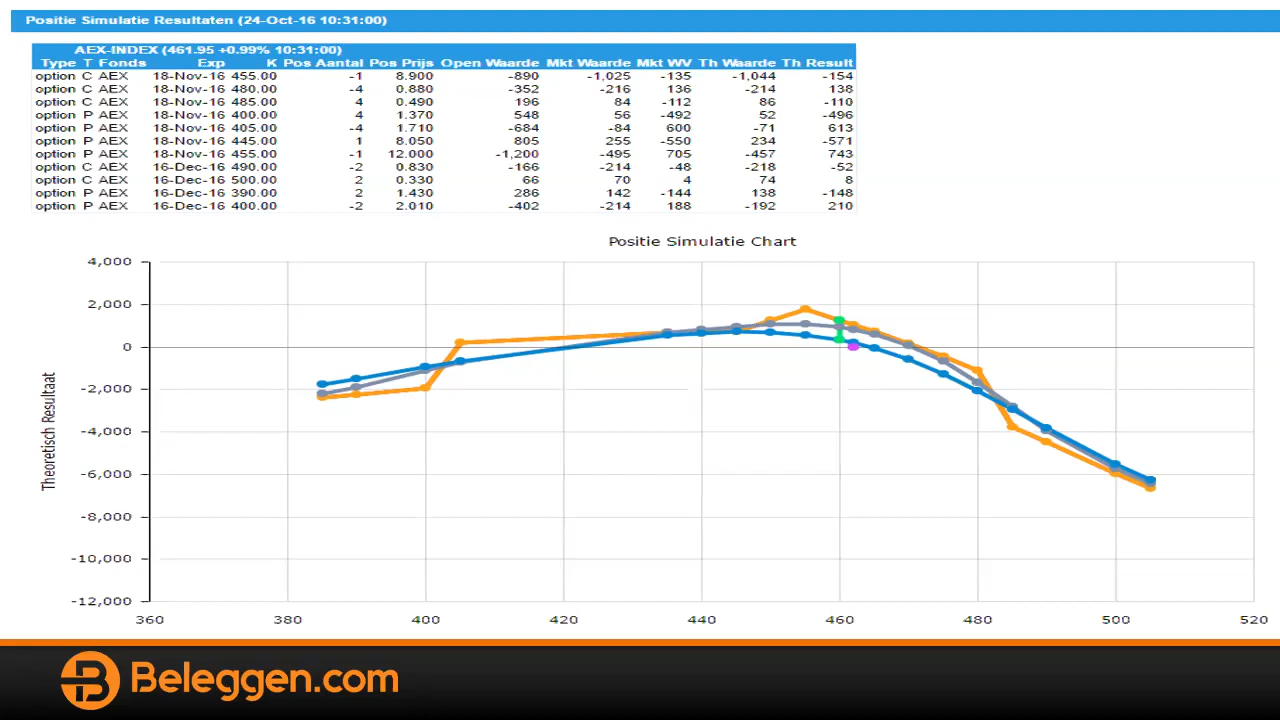 Positie Simulatie Resultaten (24-Oct-16 10:31:00)
AEX-INDEX (461.95 +0.99% 10:31:00)
Type T Fonds Exp K Pos Aantal Pos Prijs Open Waarde Mkt Waarde Mkt WV Th Waarde Th Result
option C AEX 18-Nov-16 455.00 -1 8.900 -890 -1,025 -135 -1,044 -154
option C AEX 18-Nov-16 480.00 -4 0.880 -352 -216 136 -214 138
option C AEX 18-Nov-16 485.00 4 0.490 196 84 -112 86 -110
option P AEX 18-Nov-16 400.00 4 1.370 548 56 -492 52 -496
option P AEX 18-Nov-16 405.00 -4 1.710 -684 -84 600 -71 613
option P AEX 18-Nov-16 445.00 1 8.050 805 255 -550 234 -571
option P AEX 18-Nov-16 455.00 -1 12.000 -1,200 -495 705 -457 743
option C AEX 16-Dec-16 490.00 -2 0.830 -166 -214 -48 -218 -52
option C AEX 16-Dec-16 500.00 2 0.330 66 70 4 74 8
option P AEX 16-Dec-16 390.00 2 1.430 286 142 -144 138 -148
option P AEX 16-Dec-16 400.00 -2 2.010 -402 -214 188 -192 210
Positie Simulatie Chart
4,000
2,000
0
-2,000
-4,000
-6,000
-8,000
-10,000
-12,000
Theoretisch Resultaat
360 380 400 420 440 460 480 500 520
Beleggen.com